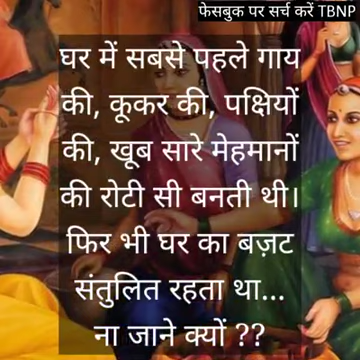 फेसबुक पर सर्च करें TBNP
घर में सबसे पहले गाय
की, कूकर की, पक्षियों
की, खूब सारे मेहमानों
की रोटी सी बनती थी।
फिर भी घर का बज़ट
संतुलित रहता था...
ना जाने क्यों ??